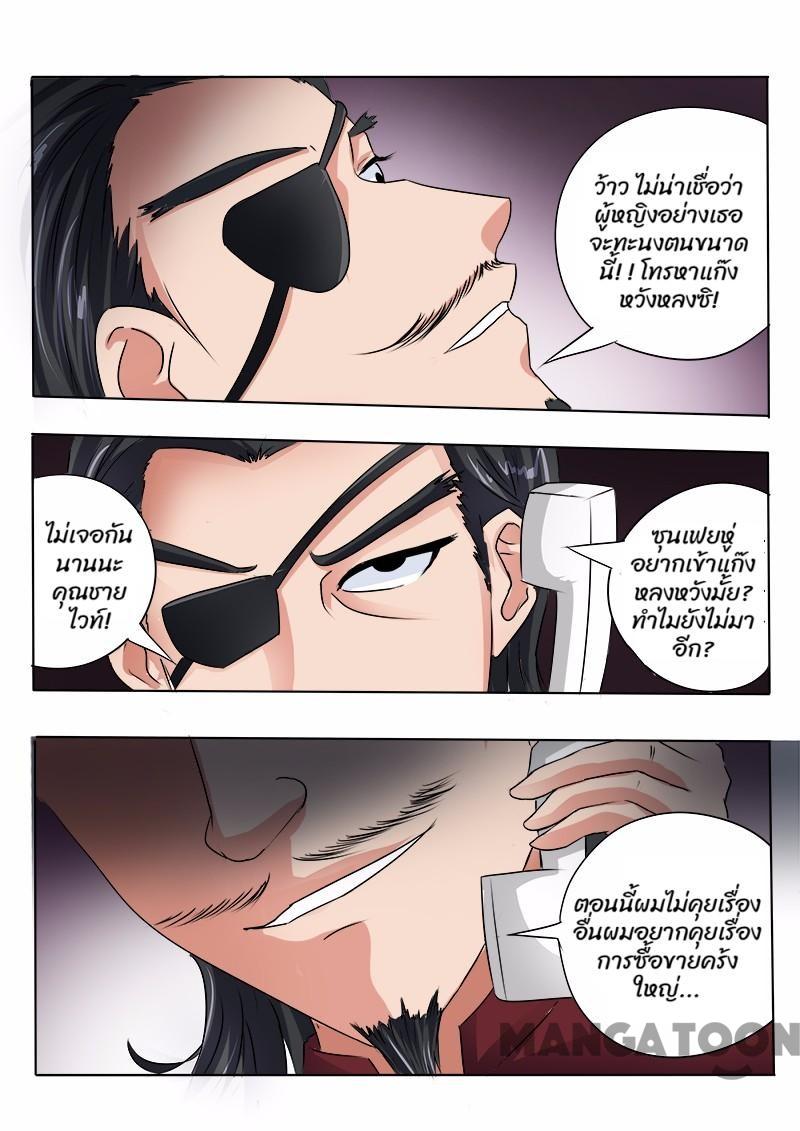 ว้าว ไม่น่าเชื่อว่า
ผู้หญิงอย่างเธอ
จะทะนงตนขนาด
นี้!! โทรหาแก๊ง
หวังหลงซิ!
ไม่เจอกัน
นานนะ
คุณชาย
ไวท์!
ซุนเฟยหู่
อยากเข้าแก๊ง
หลงหวังมั้ย?
ทำไมยังไม่มา
อีก?
ตอนนี้ผมไม่คุยเรื่อง
อื่นผมอยากคุยเรื่อง
การซื้อขายครั้ง
ใหญ่...
MANGATOON